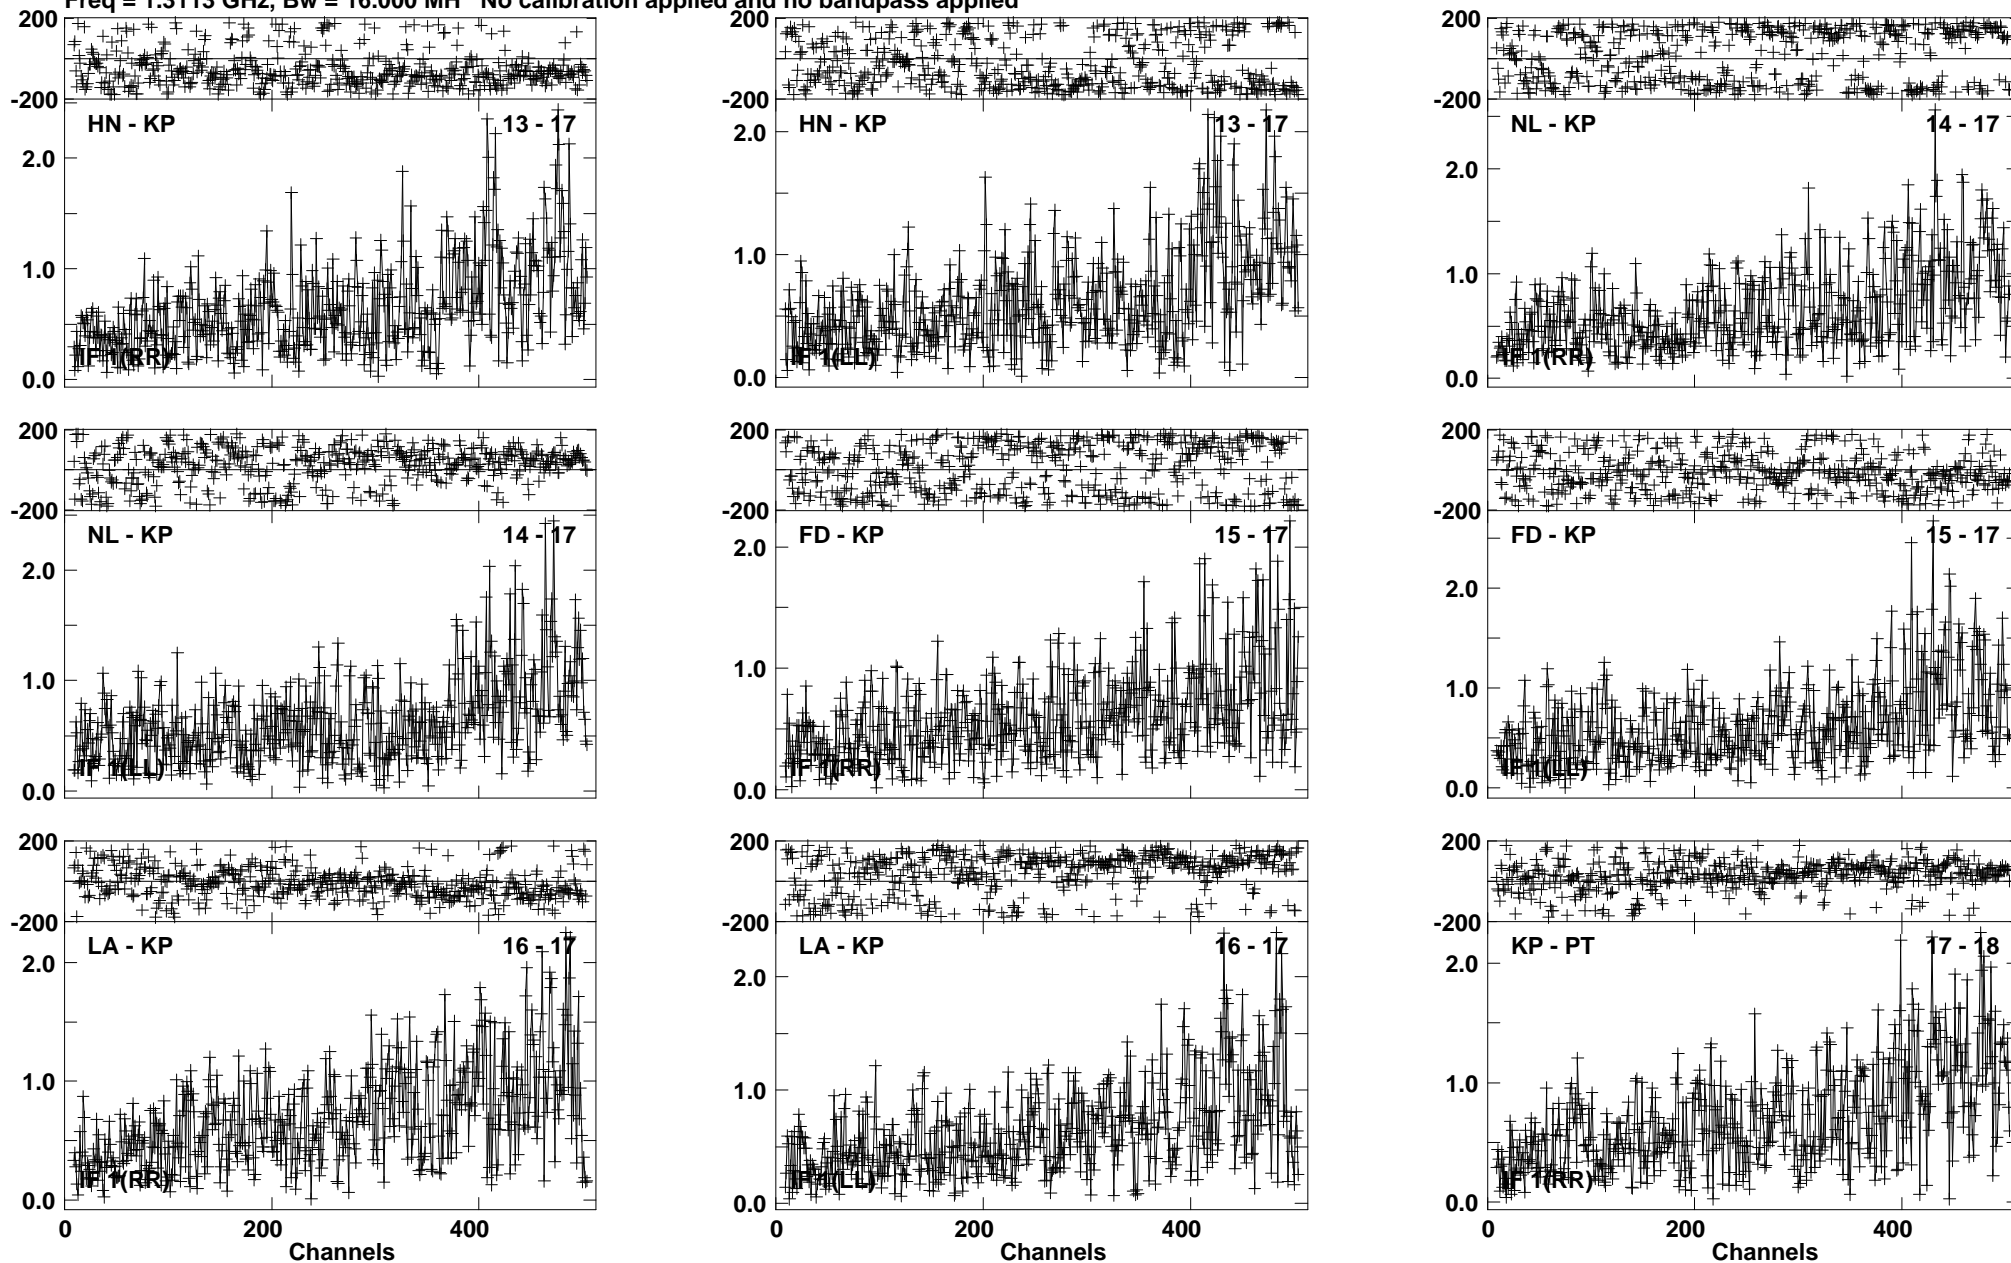 Freq = 1.3113 GHz, Bw = 16.000 MH No calibration applied and no bandpass applied
200 200 200
-200 -200 -200
HN - KP 13 - 17 HN - KP 13 - 17 NL - KP 14 - 17
2.0 2.0 2.0
1.0 1.0 1.0
IF 1(RR) IF 1(LL) IF 1(RR)
0.0 0.0 0.0
200 200 200
-200 -200 -200
NL - KP 14 - 17 FD - KP 15 - 17 FD - KP 15 - 17
2.0 2.0 2.0
1.0 1.0 1.0
IF 1(LL) IF 1(RR) IF 1(LL)
0.0 0.0 0.0
200 200 200
-200 -200 -200
LA - KP 16 - 17 LA - KP 16 - 17 KP - PT 17 - 18
2.0 2.0 2.0
1.0 1.0 1.0
IF 1(RR) IF 1(LL) IF 1(RR)
0.0 0.0 0.0
0 200 400 0 200 400 0 200 400
Channels Channels Channels